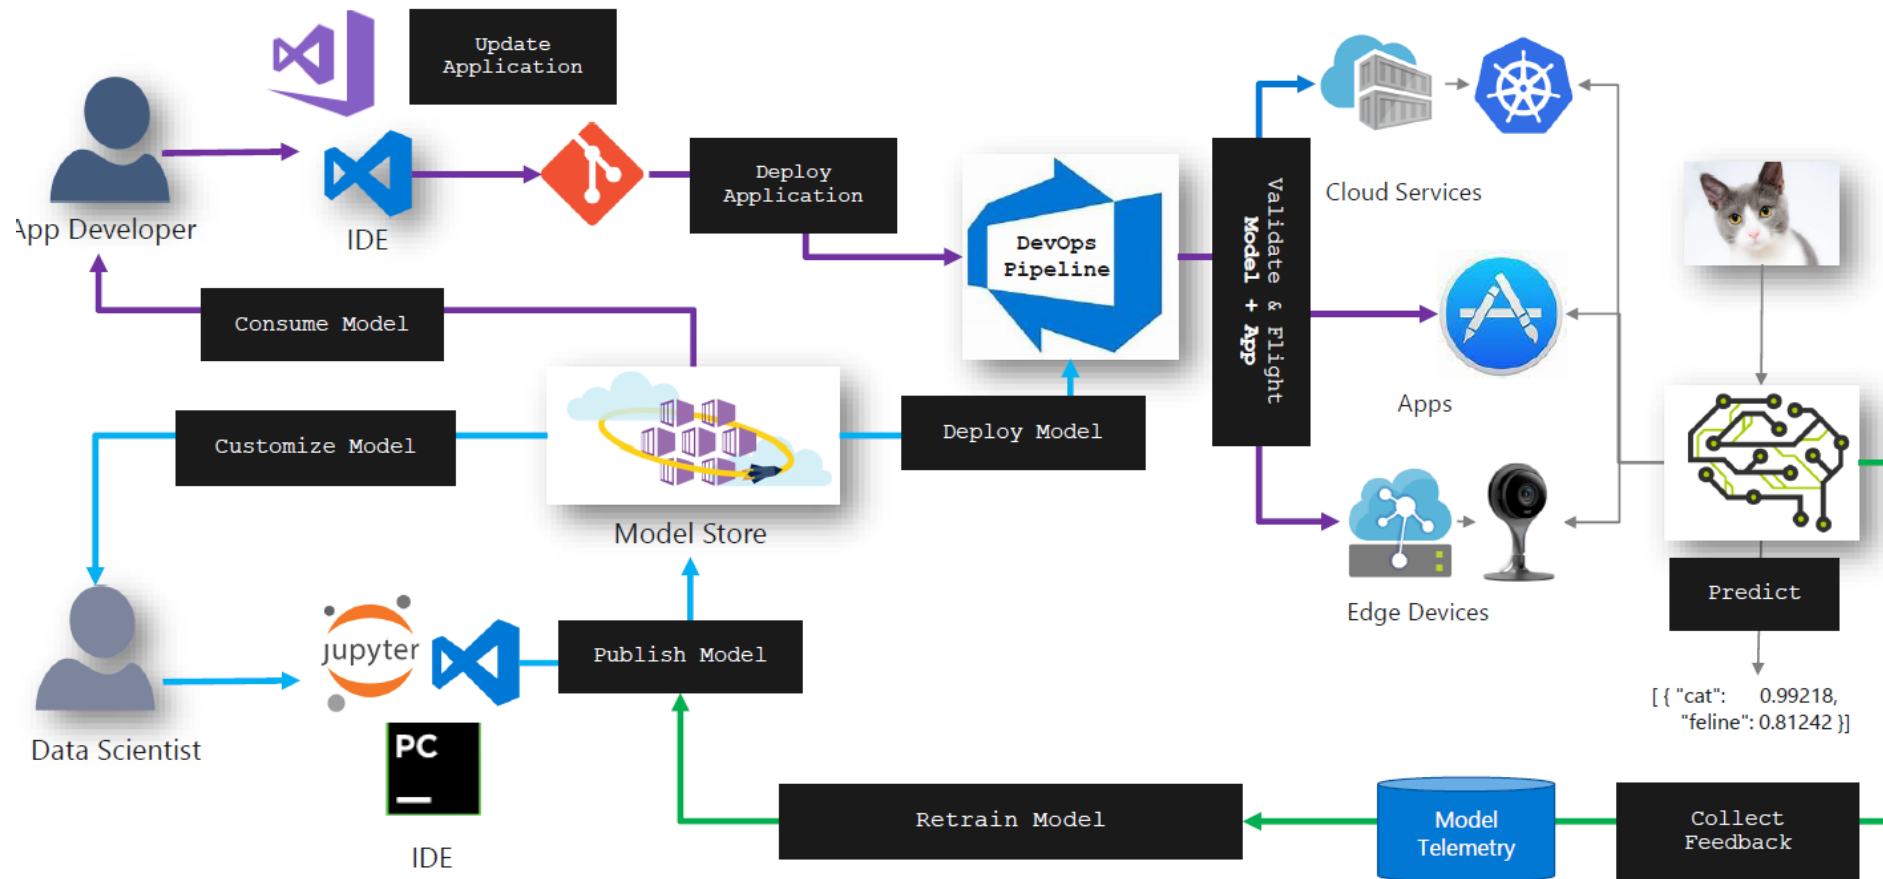 Update
Application
App Developer
IDE
Deploy
Application
DevOps
Pipeline
Validate & Flight
Model + App
Cloud Services
Consume Model
Apps
Customize Model
Deploy Model
Model Store
Edge Devices
Predict
[ { "cat": 0.99218,
"feline": 0.81242 }]
jupyter
Publish Model
Data Scientist
PC
IDE
Retrain Model
Model
Telemetry
Collect
Feedback